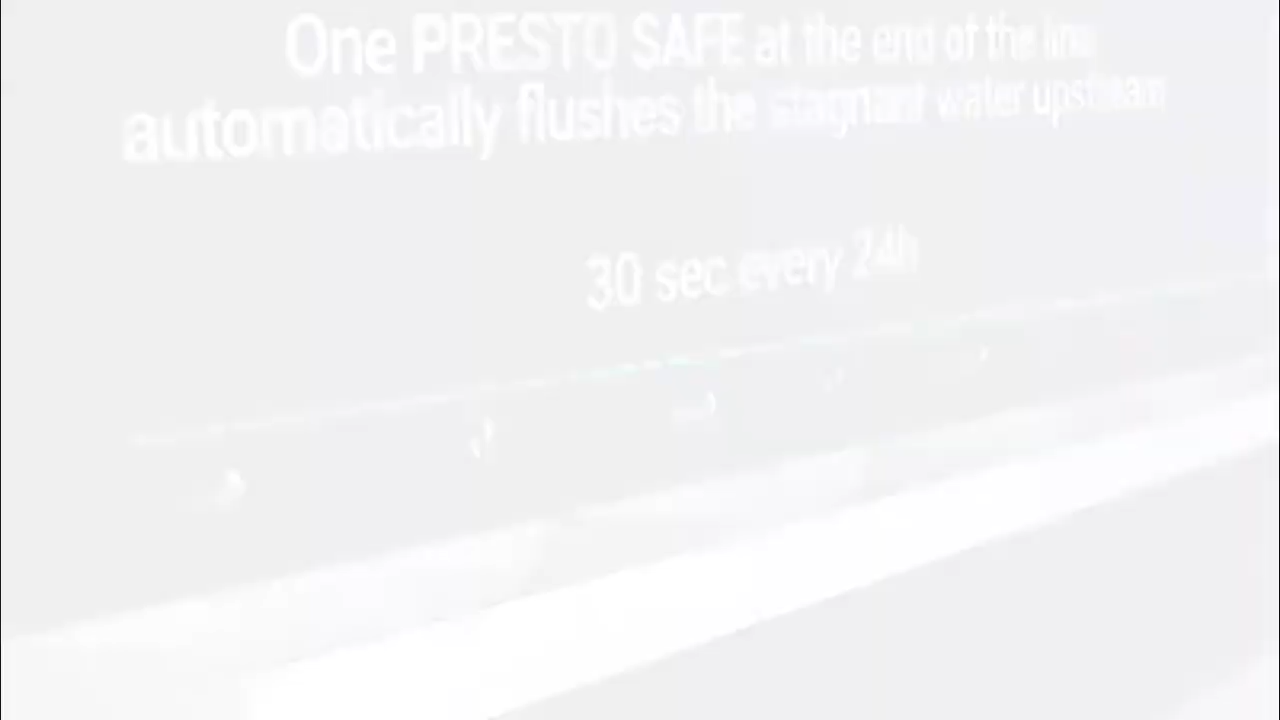 One PRESTO SAFE at the end of the line
automatically flushes the stagnant water upstream
30 sec every 24h